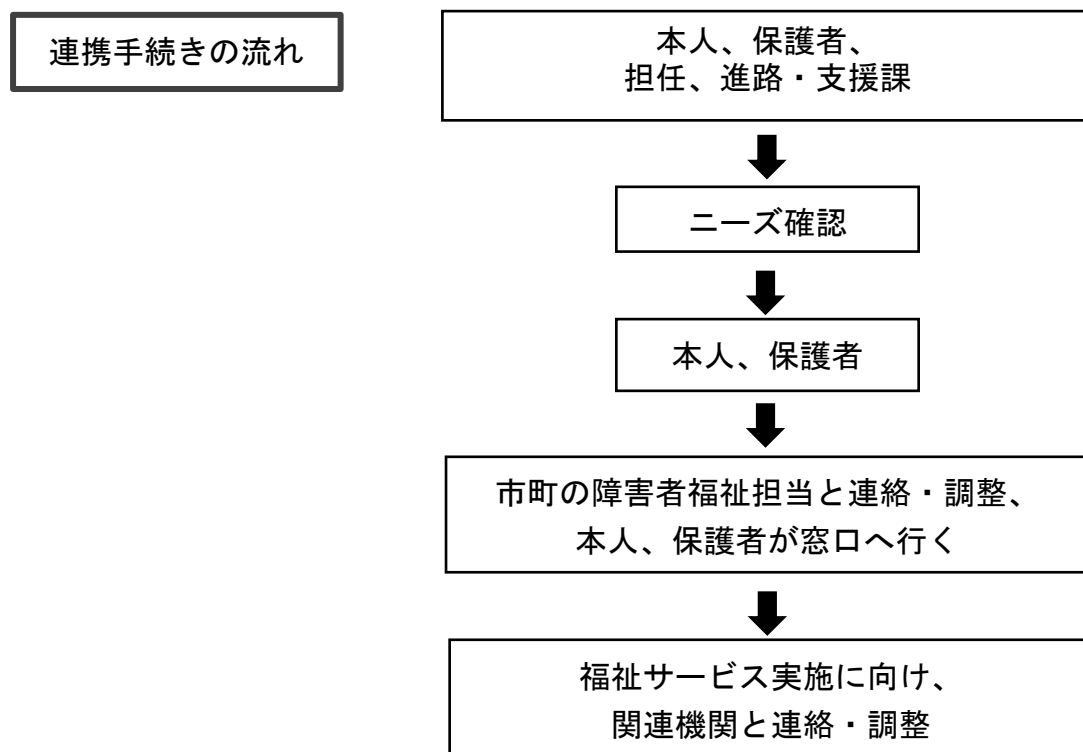 連携手続きの流れ
本人、保護者、
担任、進路・支援課
ニーズ確認
本人、保護者
市町の障害者福祉担当と連絡・調整、
本人、保護者が窓口へ行く
福祉サービス実施に向け、
関連機関と連絡・調整